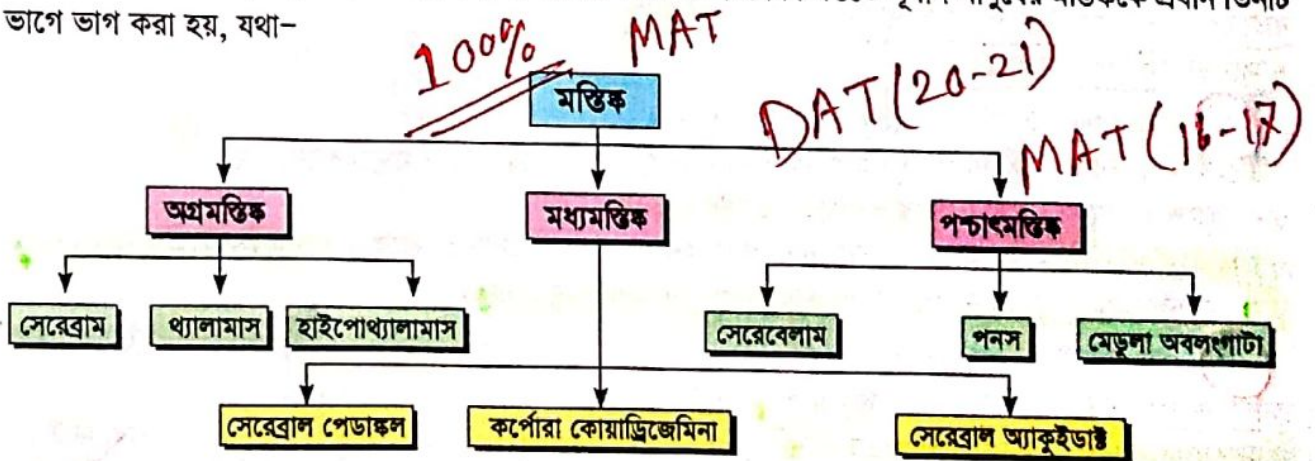 ভাগে ভাগ করা হয়, যথা–
100% MAT
মস্তিষ্ক
DAT (20-21)
MAT (16-17)
অগ্রমস্তিষ্ক মধ্যমস্তিষ্ক পশ্চাৎমস্তিষ্ক
সেরেব্রাম থ্যালামাস হাইপোথ্যালামাস সেরেবেলাম পনস মেডুলা অবলংগাটা
সেরেব্রাল পেডাঙ্কল কর্পোরা কোয়াড্রিজেমিনা সেরেব্রাল অ্যাকুইডাক্ট